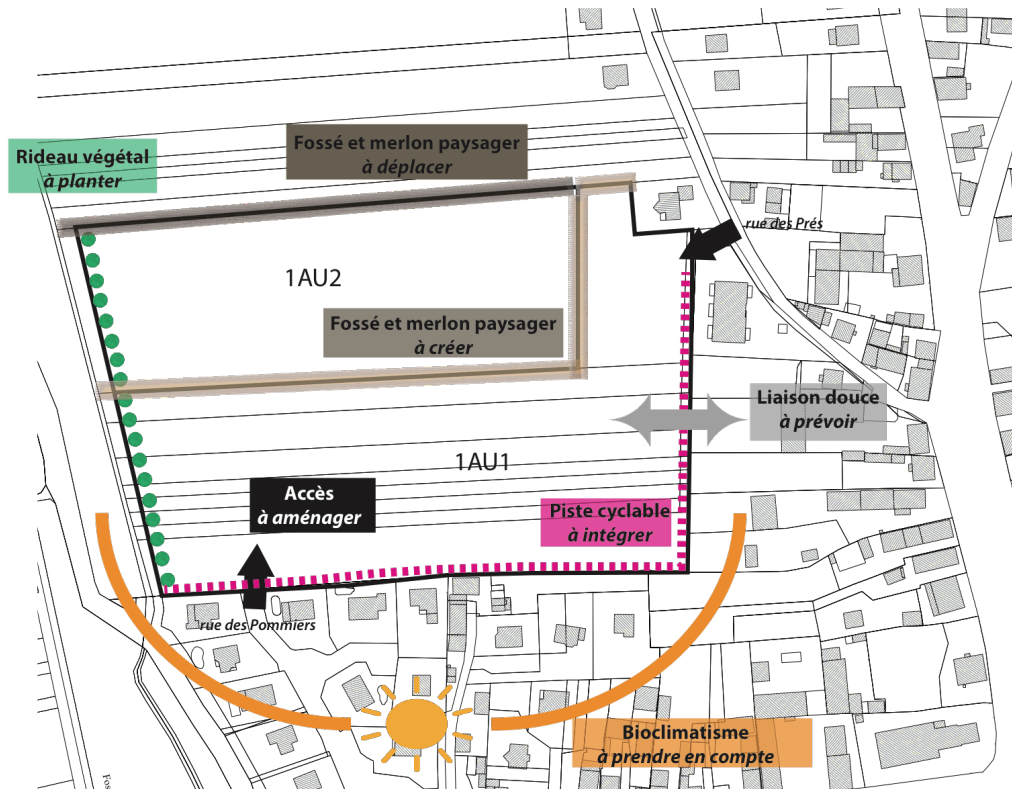 Fossé et merlon paysager
à déplacer
Rideau végétal
à planter
rue des Prés
1AU2
Fossé et merlon paysager
à créer
Liaison douce
à prévoir
1AU1
Accès
à aménager
Piste cyclable
à intégrer
rue des Pommiers
Bioclimatisme
à prendre en compte
Fos